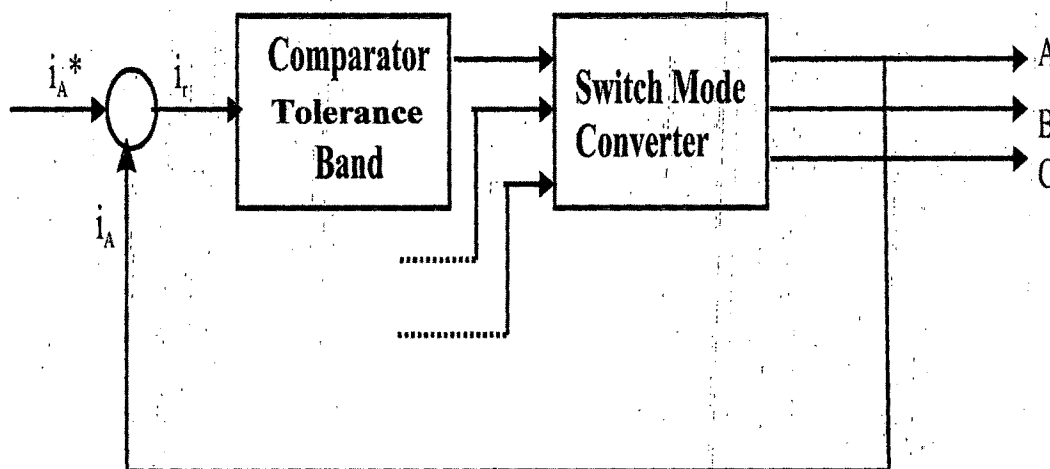 i_A*
i_r
Comparator
Tolerance
Band
Switch Mode
Converter
A
B
C
i_A